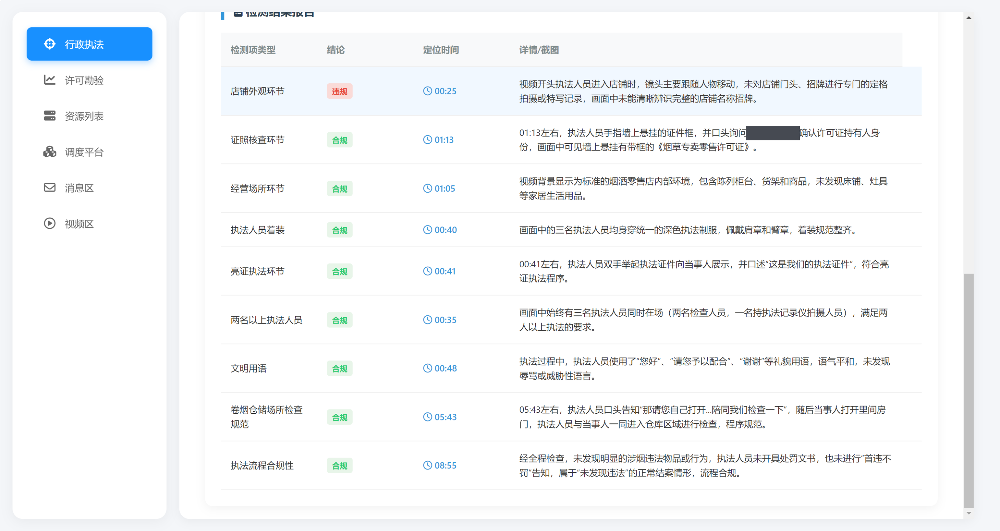 检测结果报告
行政执法
许可勘验
资源列表
调度平台
消息区
视频区
检测项类型 结论 定位时间 详情/截图
店铺外观环节 违规 00:25 视频开头执法人员进入店铺时，镜头主要跟随人物移动，未对店铺门头、招牌进行专门的定格
拍摄或特写记录，画面中未能清晰辨识完整的店铺名称招牌。
证照核查环节 合规 01:13 01:13左右，执法人员手指墙上悬挂的证件框，并口头询问 确认许可证持有人身
份，画面中可见墙上悬挂有带框的《烟草专卖零售许可证》。
经营场所环节 合规 01:05 视频背景显示为标准的烟酒零售店内部环境，包含陈列柜台、货架和商品，未发现床铺、灶具
等家居生活用品。
执法人员着装 合规 00:40 画面中的三名执法人员均身穿统一的深色执法制服，佩戴肩章和臂章，着装规范整齐。
亮证执法环节 合规 00:41 00:41左右，执法人员双手举起执法证件向当事人展示，并口述“这是我们的执法证件”，符合亮
证执法程序。
两名以上执法人员 合规 00:35 画面中始终有三名执法人员同时在场（两名检查人员，一名持执法记录仪拍摄人员），满足两
人以上执法的要求。
文明用语 合规 00:48 执法过程中，执法人员使用了“您好”、“请您予以配合”、“谢谢”等礼貌用语，语气平和，未发现
辱骂或威胁性语言。
卷烟仓储场所检查
规范 合规 05:43 05:43左右，执法人员口头告知“那请您自己打开...陪同我们检查一下”，随后当事人打开里间房
门，执法人员与当事人一同进入仓库区域进行检查，程序规范。
执法流程合规性 合规 08:55 经全程检查，未发现明显的涉烟违法物品或行为，执法人员未开具处罚文书，也未进行“首违不
罚”告知，属于“未发现违法”的正常结案情形，流程合规。